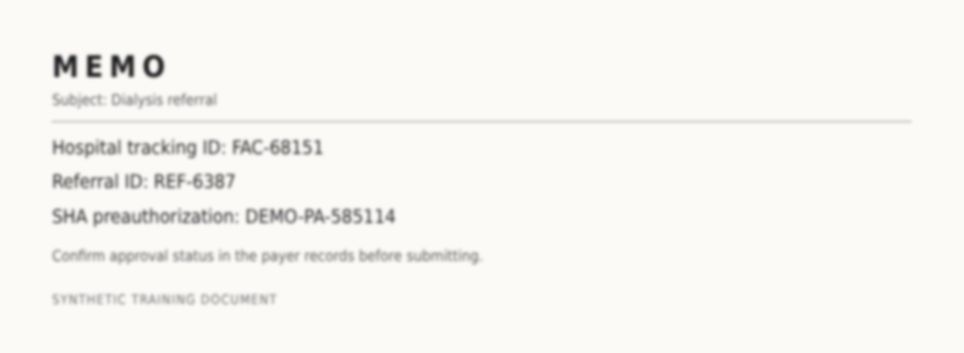 MEMO
Subject: Dialysis referral
Hospital tracking ID: FAC-68151
Referral ID: REF-6387
SHA preauthorization: DEMO-PA-585114
Confirm approval status in the payer records before submitting.
SYNTHETIC TRAINING DOCUMENT